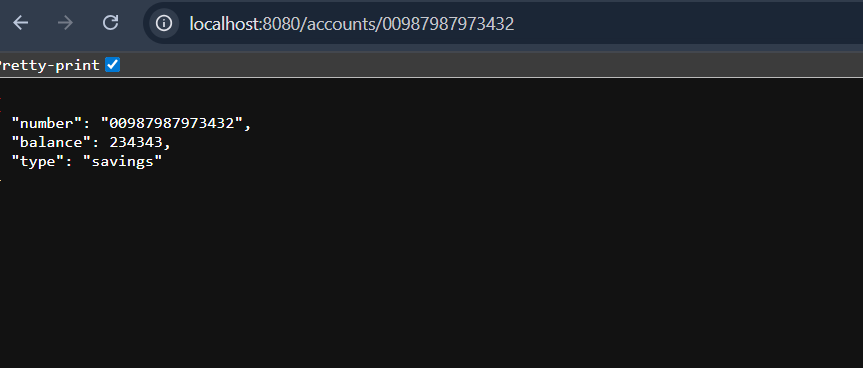 localhost:8080/accounts/00987987973432
Pretty-print
"number": "00987987973432",
"balance": 234343,
"type": "savings"